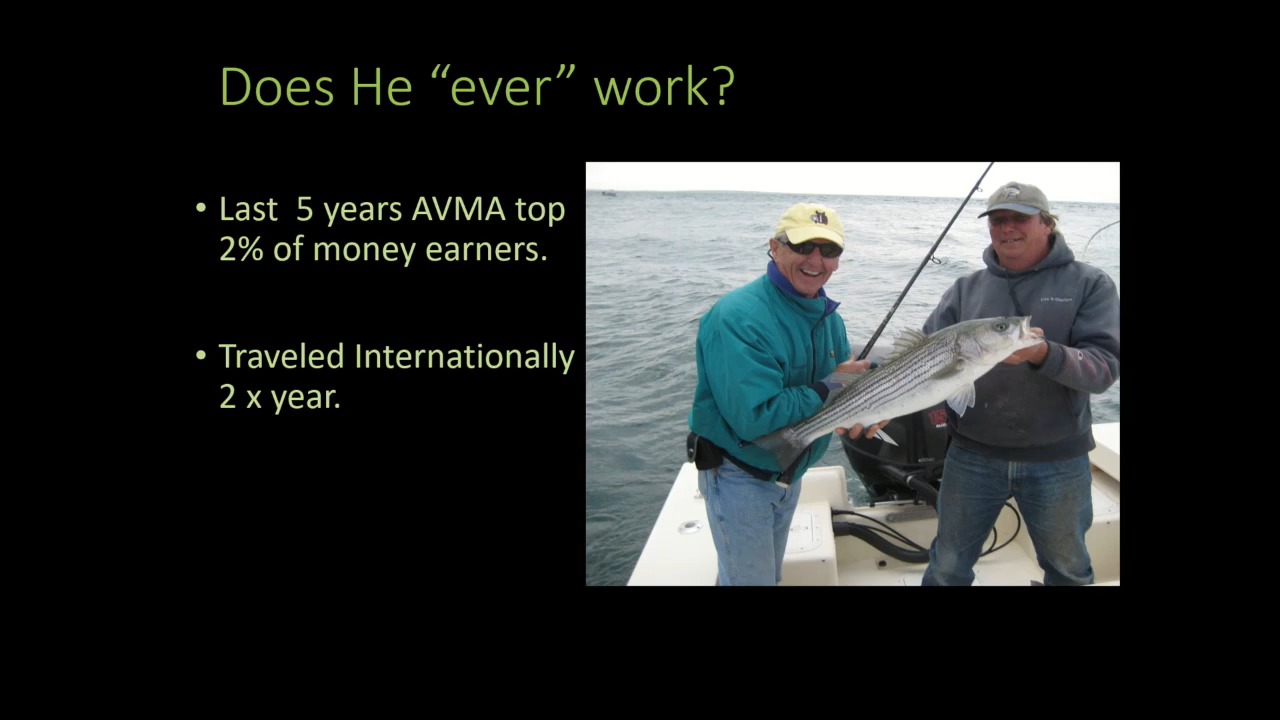 Does He “ever” work?
• Last  5 years AVMA top
2% of money earners.
• Traveled Internationally
2 x year.